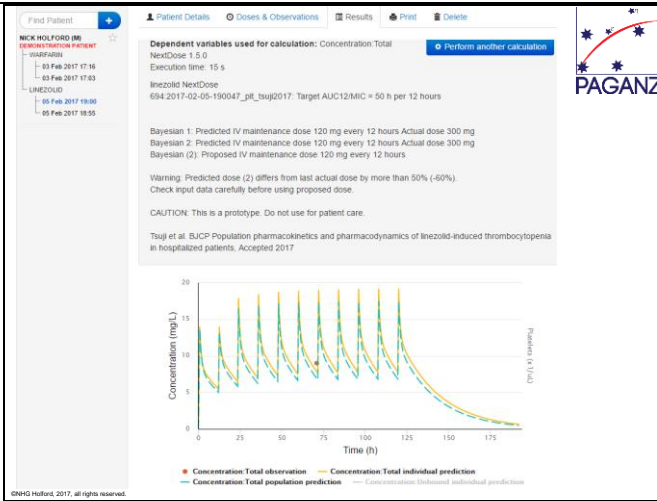 Find Patient
+
NICK HOLFORD (M)
DEMONSTRATION PATIENT
WARFARIN
03 Feb 2017 17:16
03 Feb 2017 17:03
LINEZOLID
05 Feb 2017 19:00
05 Feb 2017 18:55
Patient Details Doses & Observations Results Print Delete
Dependent variables used for calculation: Concentration:Total
Perform another calculation
NextDose 1.5.0
Execution time: 15 s
linezolid NextDose
694:2017-02-05-190047_plt_tsuji2017: Target AUC12/MIC = 50 h per 12 hours
Bayesian 1: Predicted IV maintenance dose 120 mg every 12 hours Actual dose 300 mg
Bayesian 2: Predicted IV maintenance dose 120 mg every 12 hours Actual dose 300 mg
Bayesian (2): Proposed IV maintenance dose 120 mg every 12 hours
Warning: Predicted dose (2) differs from last actual dose by more than 50% (-60%).
Check input data carefully before using proposed dose.
CAUTION: This is a prototype. Do not use for patient care.
Tsuji et al. BJCP Population pharmacokinetics and pharmacodynamics of linezolid-induced thrombocytopenia
in hospitalized patients, Accepted 2017
PAGANZ
20
15
10
5
0
Concentration (mg/L)
Platelets (x 1/uL)
0 25 50 75 100 125 150 175
Time (h)
Concentration:Total observation Concentration:Total individual prediction
Concentration:Total population prediction Concentration:Unbound individual prediction
©NHG Holford, 2017, all rights reserved.